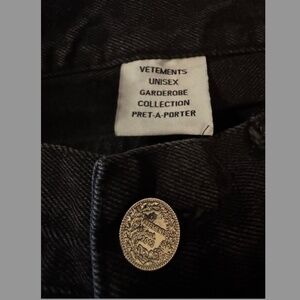 VETEMENTS
UNISEX
GARDEROBE
COLLECTION
PRET-A-PORTER